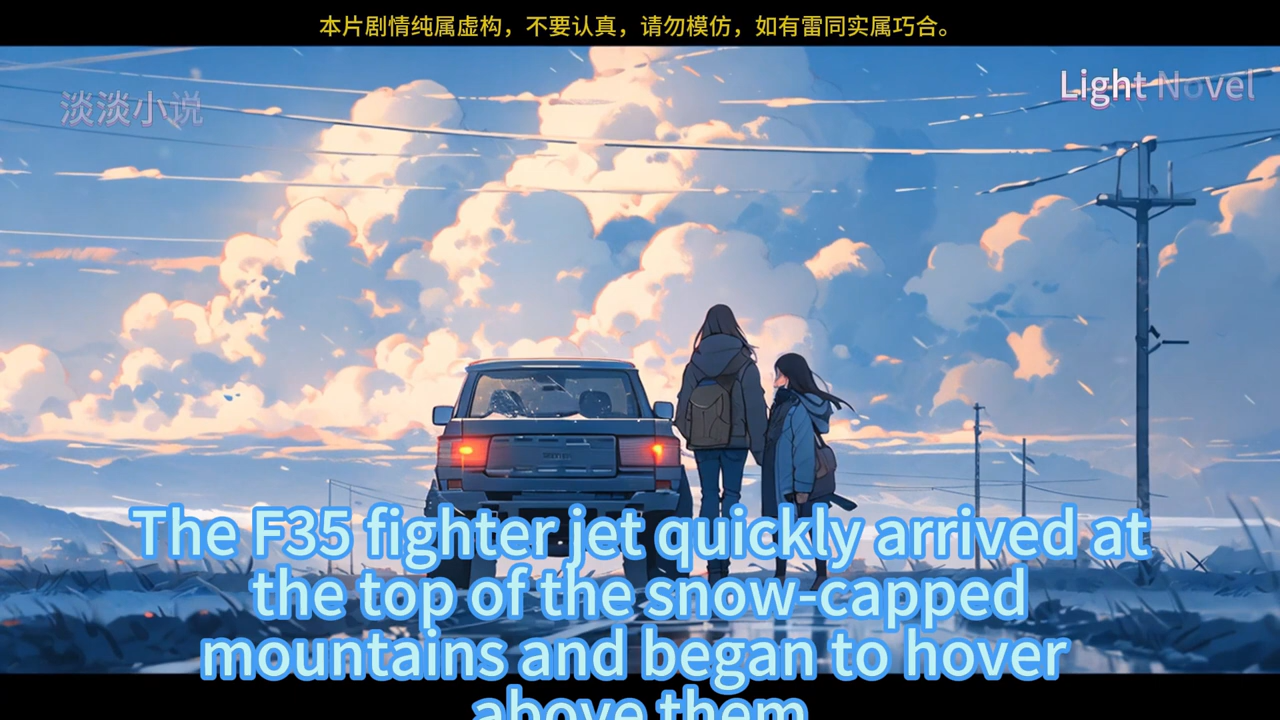 本片剧情纯属虚构，不要认真，请勿模仿，如有雷同实属巧合。
淡淡小说
Light Novel
The F35 fighter jet quickly arrived at
the top of the snow-capped
mountains and began to hover
above them